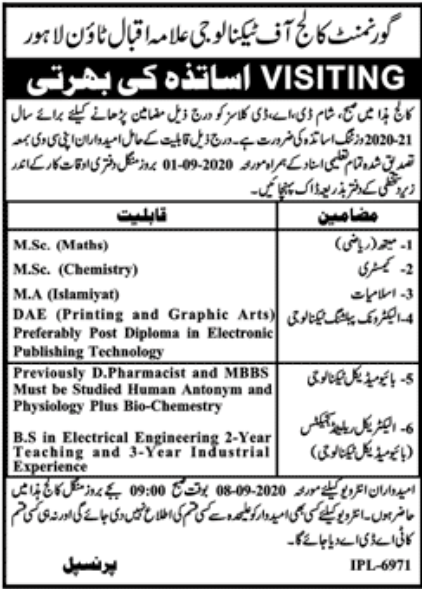 گورنمنٹ کالج آف ٹیکنالوجی علامہ اقبال ٹاؤن لاہور
VISITING اساتذہ کی بھرتی
کالج ہذا میں صبح، شام ڈی،اے،ڈی کلاسز کو درج ذیل مضامین پڑھانے کیلئے برائے سال
2020-21 وزٹنگ اساتذہ کی ضرورت ہے۔ درج ذیل قابلیت کے حامل امیدواران اپنی سی وی بمعہ
تصدیق شدہ تمام تعلیمی اسناد کے ہمراہ مورخہ 01-09-2020 بروز منگل دفتری اوقات کار کے اندر
زیر دستخطی کے دفتر بذریعہ ڈاک پہنچائیں۔
مضامین قابلیت
1- میتھ (ریاضی) M.Sc. (Maths)
2- کیمسٹری M.Sc. (Chemistry)
3- اسلامیات M.A (Islamiyat)
4- الیکٹرونک پبلشنگ ٹیکنالوجی DAE (Printing and Graphic Arts)
Preferably Post Diploma in Electronic
Publishing Technology
5- بائیو میڈیکل ٹیکنالوجی Previously D.Pharmacist and MBBS
Must be Studied Human Antonym and
Physiology Plus Bio-Chemestry
6- الیکٹریکل ریلیٹڈ سبجیکٹس B.S in Electrical Engineering 2-Year
(بائیو میڈیکل ٹیکنالوجی) Teaching and 3-Year Industrial
Experience
امیدواران انٹرویو کیلئے مورخہ 08-09-2020 بوقت صبح 09:00 بجے بروز منگل کالج ہذا میں
حاضر ہوں۔ انٹرویو کیلئے کسی بھی امیدوار کو علیحدہ سے کسی قسم کی اطلاع نہیں دی جائے گی اور نہ ہی کسی قسم
کا ٹی اے ڈی اے دیا جائے گا۔
IPL-6971 پرنسپل